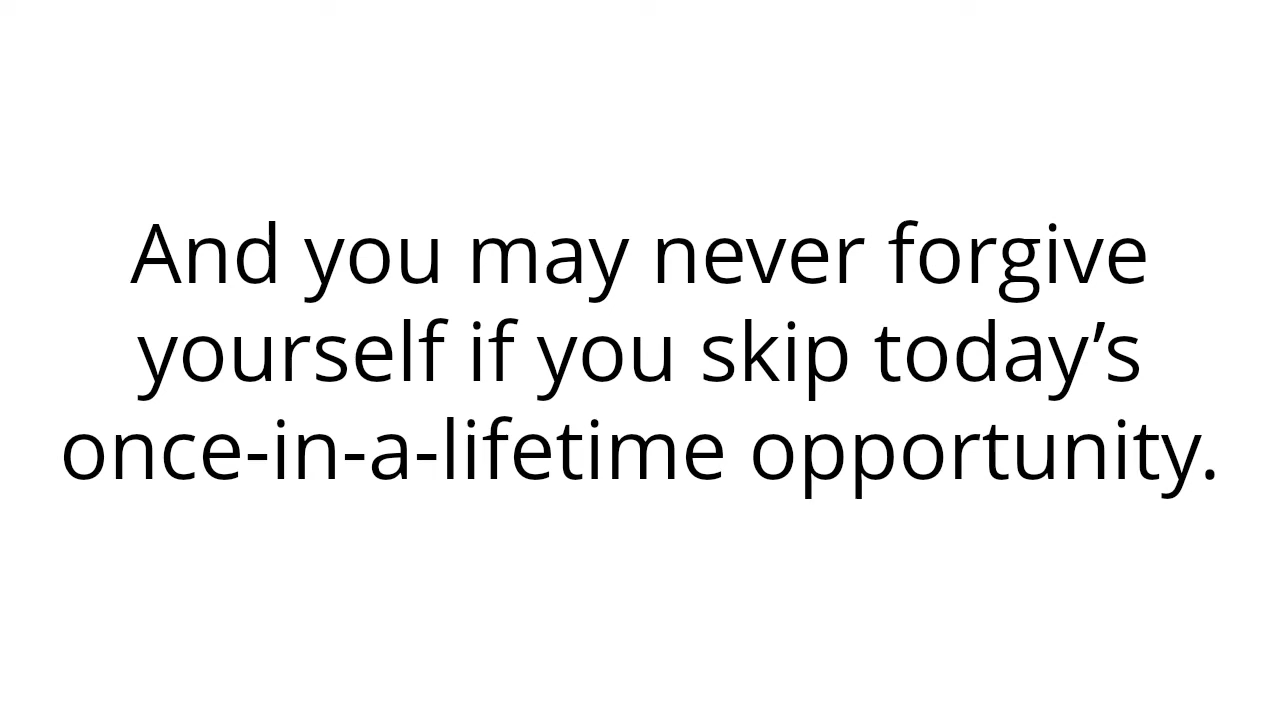 And you may never forgive
yourself if you skip today’s
once-in-a-lifetime opportunity.